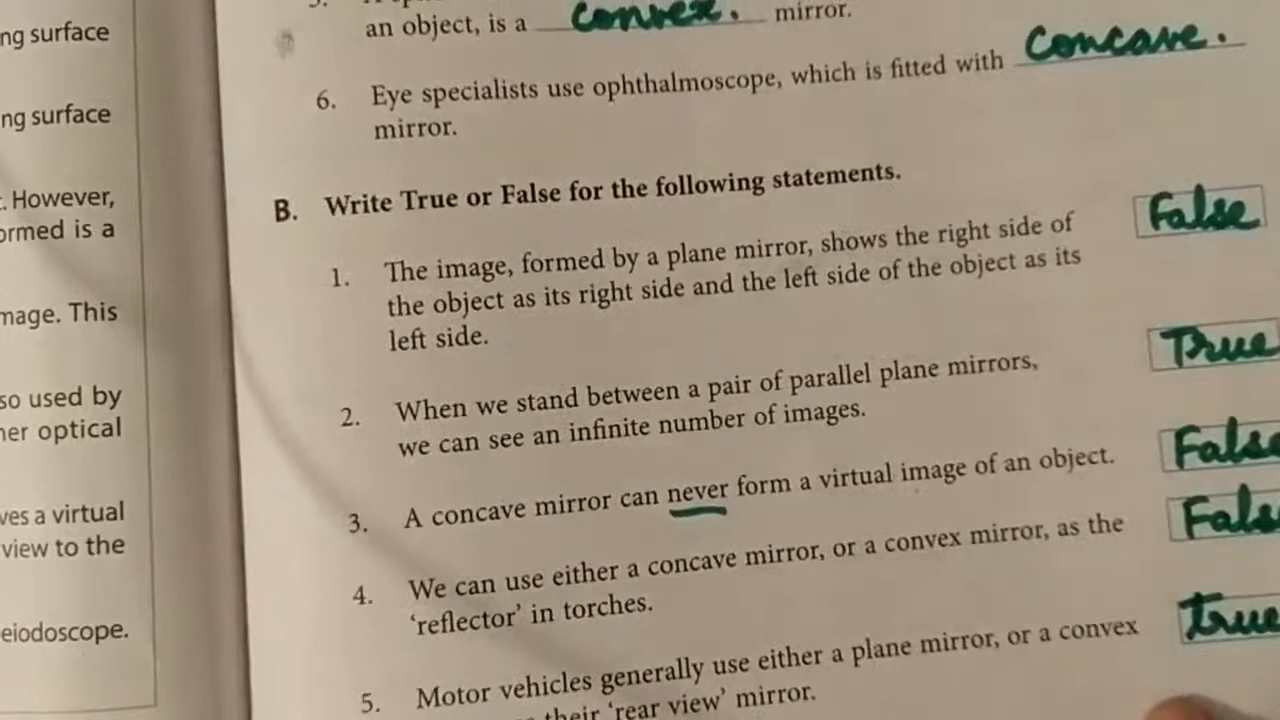 ng surface
ng surface
. However,
ormed is a
mage. This
so used by
her optical
ves a virtual
view to the
eiodoscope.
an object, is a convex. mirror.
6. Eye specialists use ophthalmoscope, which is fitted with concave.
mirror.
B. Write True or False for the following statements.
1. The image, formed by a plane mirror, shows the right side of False
the object as its right side and the left side of the object as its
left side.
2. When we stand between a pair of parallel plane mirrors, True
we can see an infinite number of images.
3. A concave mirror can never form a virtual image of an object. False
4. We can use either a concave mirror, or a convex mirror, as the Fals
'reflector' in torches.
5. Motor vehicles generally use either a plane mirror, or a convex true
their 'rear view' mirror.